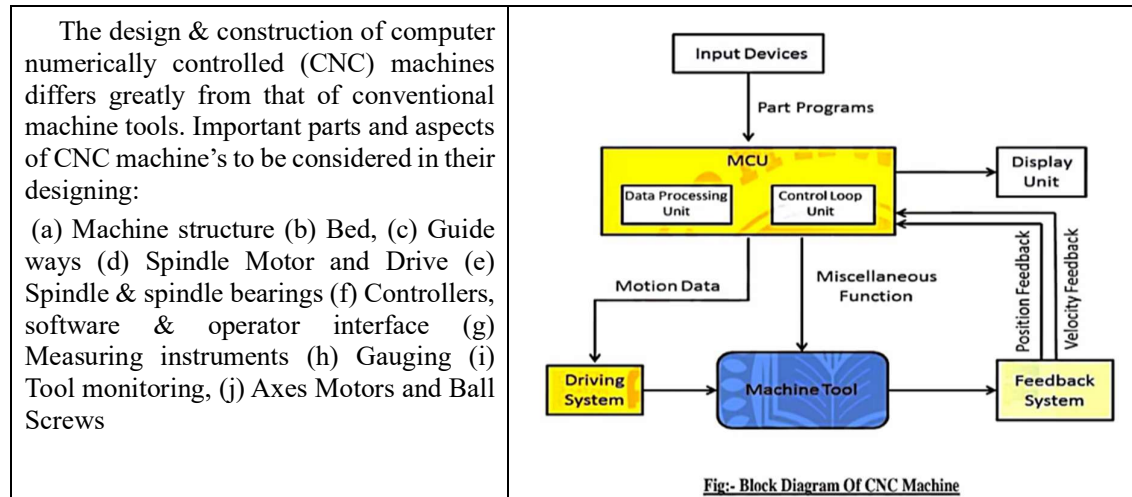 The design & construction of computer
numerically controlled (CNC) machines
differs greatly from that of conventional
machine tools. Important parts and aspects
of CNC machine’s to be considered in their
designing:
(a) Machine structure (b) Bed, (c) Guide
ways (d) Spindle Motor and Drive (e)
Spindle & spindle bearings (f) Controllers,
software & operator interface (g)
Measuring instruments (h) Gauging (i)
Tool monitoring, (j) Axes Motors and Ball
Screws
Input Devices
Part Programs
MCU
Data Processing
Unit
Control Loop
Unit
Display
Unit
Motion Data
Miscellaneous
Function
Position Feedback
Velocity Feedback
Driving
System
Machine Tool
Feedback
System
Fig:- Block Diagram Of CNC Machine